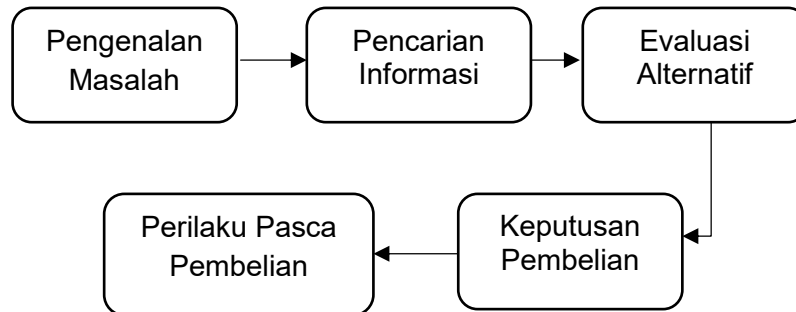 Pengenalan
Masalah
Pencarian
Informasi
Evaluasi
Alternatif
Keputusan
Pembelian
Perilaku Pasca
Pembelian